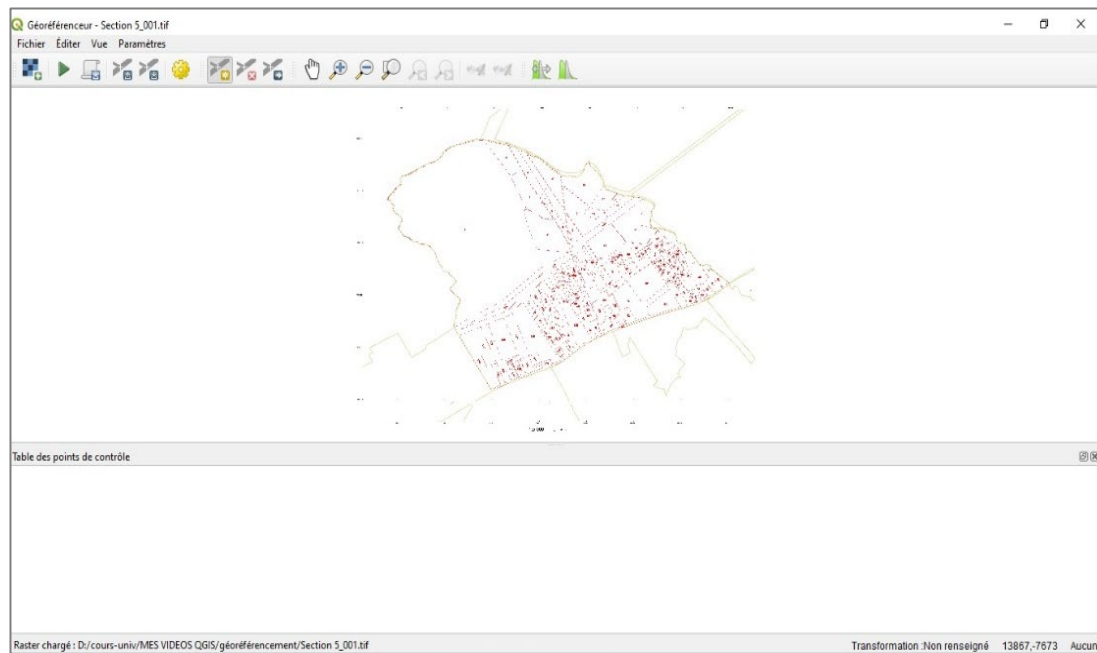 Géoréférenceur - Section 5_001.tif
Fichier Éditer Vue Paramètres
Table des points de contrôle
Raster chargé : D:/cours-univ/MES VIDEOS QGIS/géoréférencement/Section 5_001.tif Transformation :Non renseigné 13867,-7673 Aucun